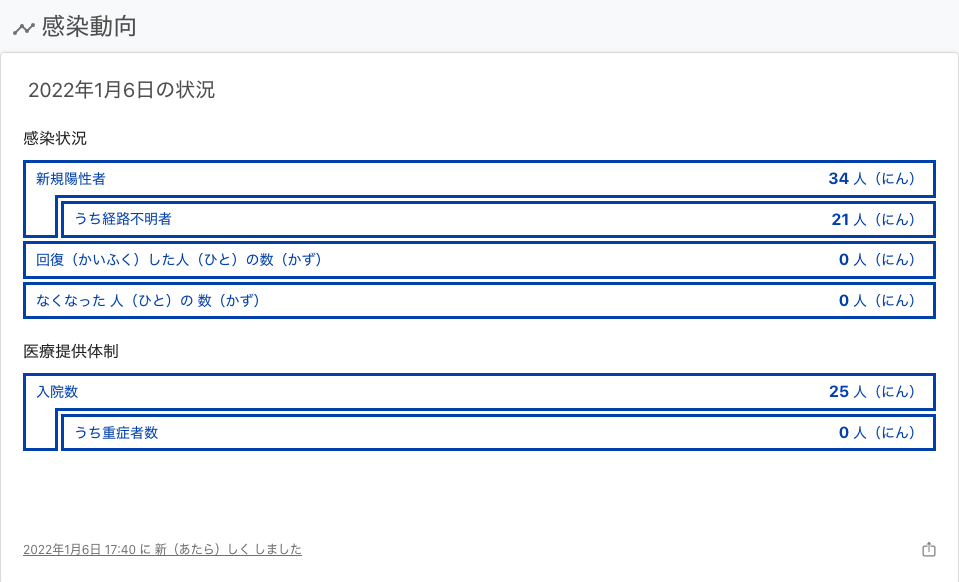 感染動向
2022年1月6日の状況
感染状況
新規陽性者 34 人（にん）
うち経路不明者 21 人（にん）
回復（かいふく）した人（ひと）の数（かず） 0 人（にん）
なくなった 人（ひと）の 数（かず） 0 人（にん）
医療提供体制
入院数 25 人（にん）
うち重症者数 0 人（にん）
2022年1月6日 17:40 に 新（あたら）しく しました